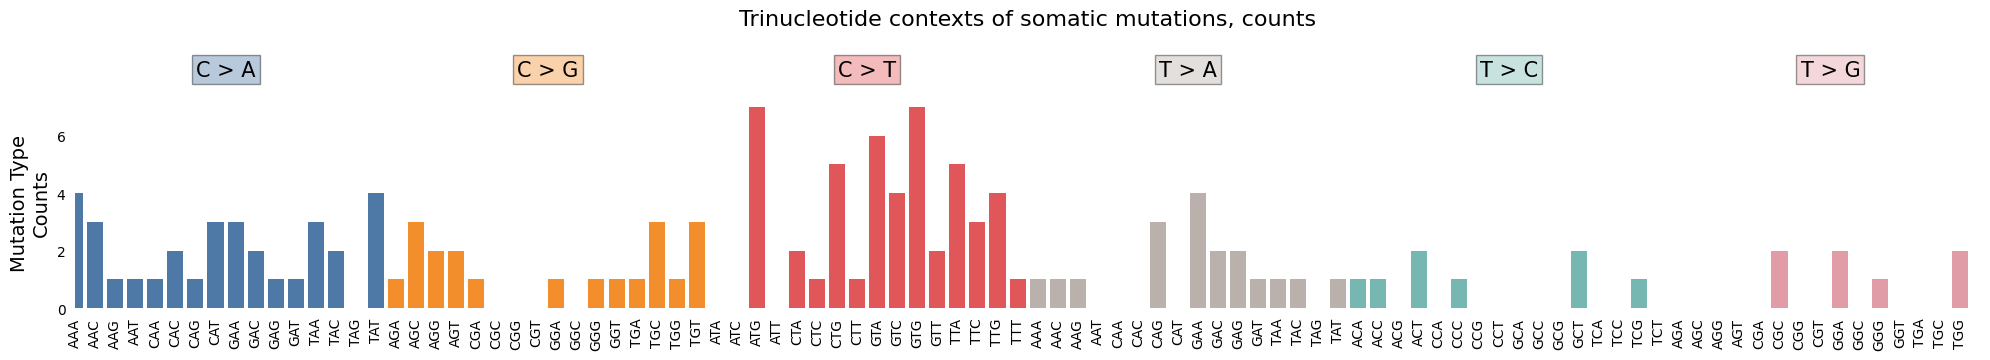 Trinucleotide contexts of somatic mutations, counts
C > A
C > G
C > T
T > A
T > C
T > G
Mutation Type
Counts
6
4
2
0
AAA
AAC
AAG
AAT
CAA
CAC
CAG
CAT
GAA
GAC
GAG
GAT
TAA
TAC
TAG
TAT
AGA
AGC
AGG
AGT
CGA
CGC
CGG
CGT
GGA
GGC
GGG
GGT
TGA
TGC
TGG
TGT
ATA
ATC
ATG
ATT
CTA
CTC
CTG
CTT
GTA
GTC
GTG
GTT
TTA
TTC
TTG
TTT
AAA
AAC
AAG
AAT
CAA
CAC
CAG
CAT
GAA
GAC
GAG
GAT
TAA
TAC
TAG
TAT
ACA
ACC
ACG
ACT
CCA
CCC
CCG
CCT
GCA
GCC
GCG
GCT
TCA
TCC
TCG
TCT
AGA
AGC
AGG
AGT
CGA
CGC
CGG
CGT
GGA
GGC
GGG
GGT
TGA
TGC
TGG